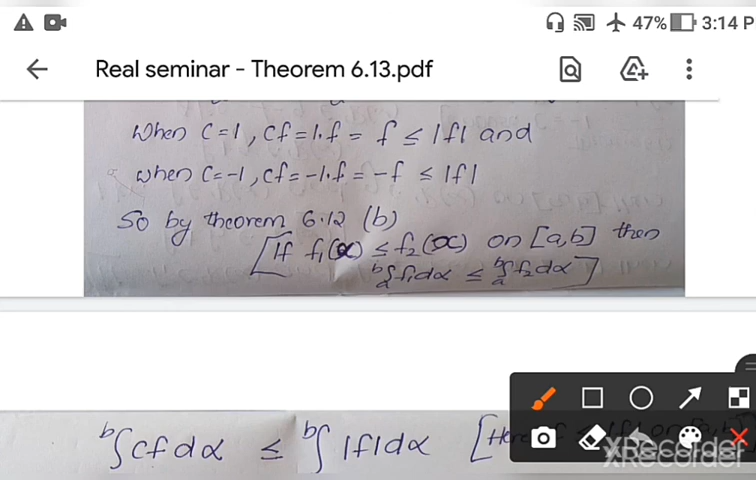 47% 3:14 P
Real seminar - Theorem 6.13.pdf
When C=1, Cf=1.f = f ≤ |f| and
when C=-1, Cf=-1.f = -f ≤ |f|
So by theorem 6.12 (b)
[If f₁(x) ≤ f₂(x) on [a,b] then
ᵇ∫ₐ f₁dα ≤ ᵇ∫ₐ f₂dα]
ᵇ∫ cf dα ≤ ᵇ∫ |f|dα [Here
XRecorder